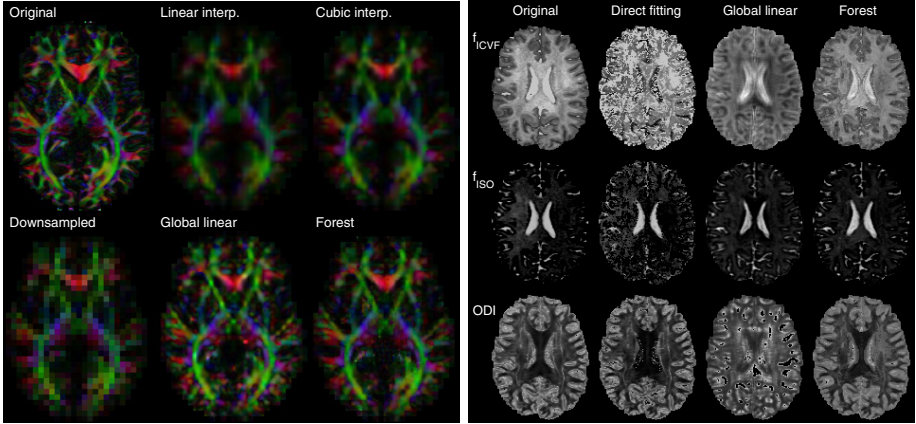 Original Linear interp. Cubic interp.
Downsampled Global linear Forest
Original Direct fitting Global linear Forest
fICVF
fISO
ODI